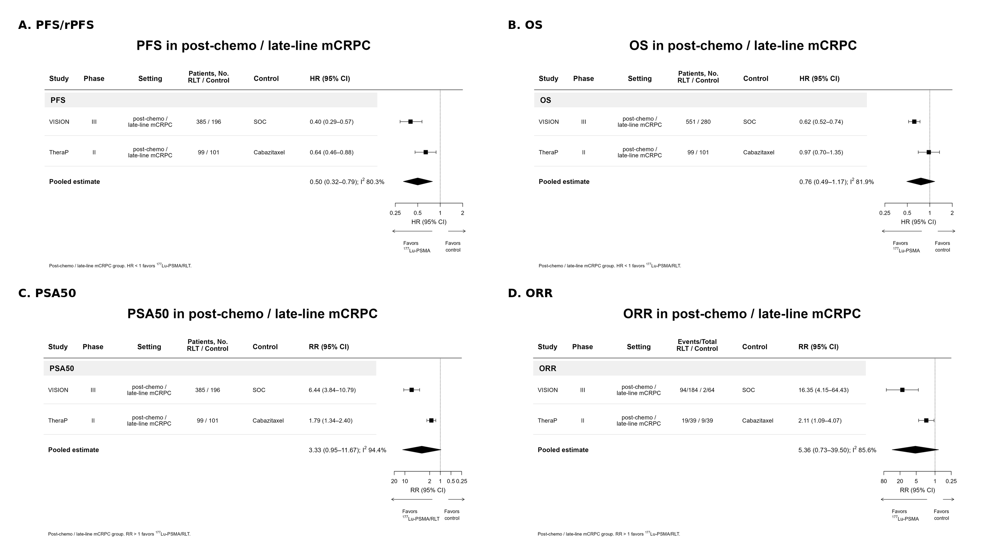 A. PFS/rPFS
PFS in post-chemo / late-line mCRPC
Study Phase Setting Patients, No. RLT / Control Control HR (95% CI)
PFS
VISION III post-chemo / late-line mCRPC 385 / 196 SOC 0.40 (0.29–0.57)
TheraP II post-chemo / late-line mCRPC 99 / 101 Cabazitaxel 0.64 (0.46–0.88)
Pooled estimate 0.50 (0.32–0.79); I² 80.3%
0.25 0.5 1 2
HR (95% CI)
Favors ¹⁷⁷Lu-PSMA Favors control
Post-chemo / late-line mCRPC group. HR < 1 favors ¹⁷⁷Lu-PSMA/RLT.
B. OS
OS in post-chemo / late-line mCRPC
Study Phase Setting Patients, No. RLT / Control Control HR (95% CI)
OS
VISION III post-chemo / late-line mCRPC 551 / 280 SOC 0.62 (0.52–0.74)
TheraP II post-chemo / late-line mCRPC 99 / 101 Cabazitaxel 0.97 (0.70–1.35)
Pooled estimate 0.76 (0.49–1.17); I² 81.9%
0.25 0.5 1 2
HR (95% CI)
Favors ¹⁷⁷Lu-PSMA Favors control
Post-chemo / late-line mCRPC group. HR < 1 favors ¹⁷⁷Lu-PSMA/RLT.
C. PSA50
PSA50 in post-chemo / late-line mCRPC
Study Phase Setting Patients, No. RLT / Control Control RR (95% CI)
PSA50
VISION III post-chemo / late-line mCRPC 385 / 196 SOC 6.44 (3.84–10.79)
TheraP II post-chemo / late-line mCRPC 99 / 101 Cabazitaxel 1.79 (1.34–2.40)
Pooled estimate 3.33 (0.95–11.67); I² 94.4%
20 10 2 1 0.5 0.25
RR (95% CI)
Favors ¹⁷⁷Lu-PSMA/RLT Favors control
Post-chemo / late-line mCRPC group. RR > 1 favors ¹⁷⁷Lu-PSMA/RLT.
D. ORR
ORR in post-chemo / late-line mCRPC
Study Phase Setting Events/Total RLT / Control Control RR (95% CI)
ORR
VISION III post-chemo / late-line mCRPC 94/184 / 2/64 SOC 16.35 (4.15–64.43)
TheraP II post-chemo / late-line mCRPC 19/39 / 9/39 Cabazitaxel 2.11 (1.09–4.07)
Pooled estimate 5.36 (0.73–39.50); I² 85.6%
80 20 5 1 0.25
RR (95% CI)
Favors ¹⁷⁷Lu-PSMA Favors control
Post-chemo / late-line mCRPC group. RR > 1 favors ¹⁷⁷Lu-PSMA/RLT.